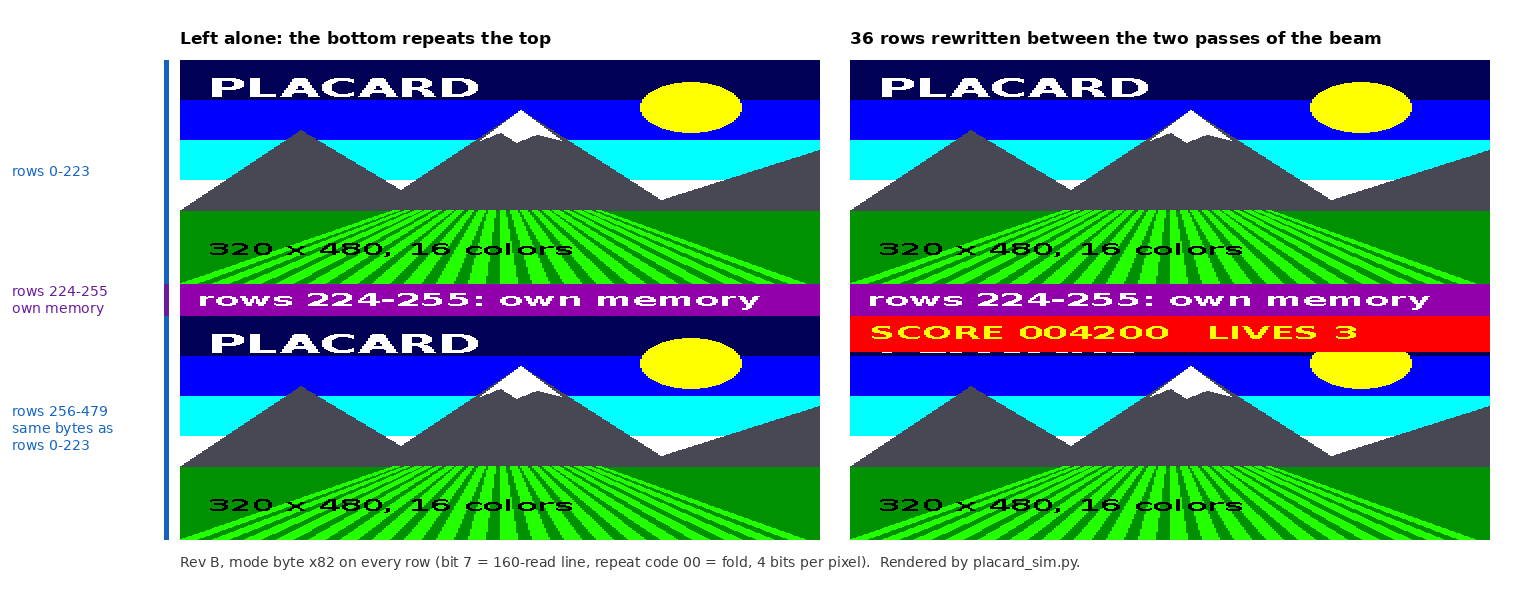 Left alone: the bottom repeats the top
36 rows rewritten between the two passes of the beam
PLACARD
PLACARD
rows 0-223
320 x 480, 16 colors
320 x 480, 16 colors
rows 224-255
own memory
rows 224-255: own memory
rows 224-255: own memory
PLACARD
SCORE 004200 LIVES 3
rows 256-479
same bytes as
rows 0-223
320 x 480, 16 colors
320 x 480, 16 colors
Rev B, mode byte x82 on every row (bit 7 = 160-read line, repeat code 00 = fold, 4 bits per pixel). Rendered by placard_sim.py.